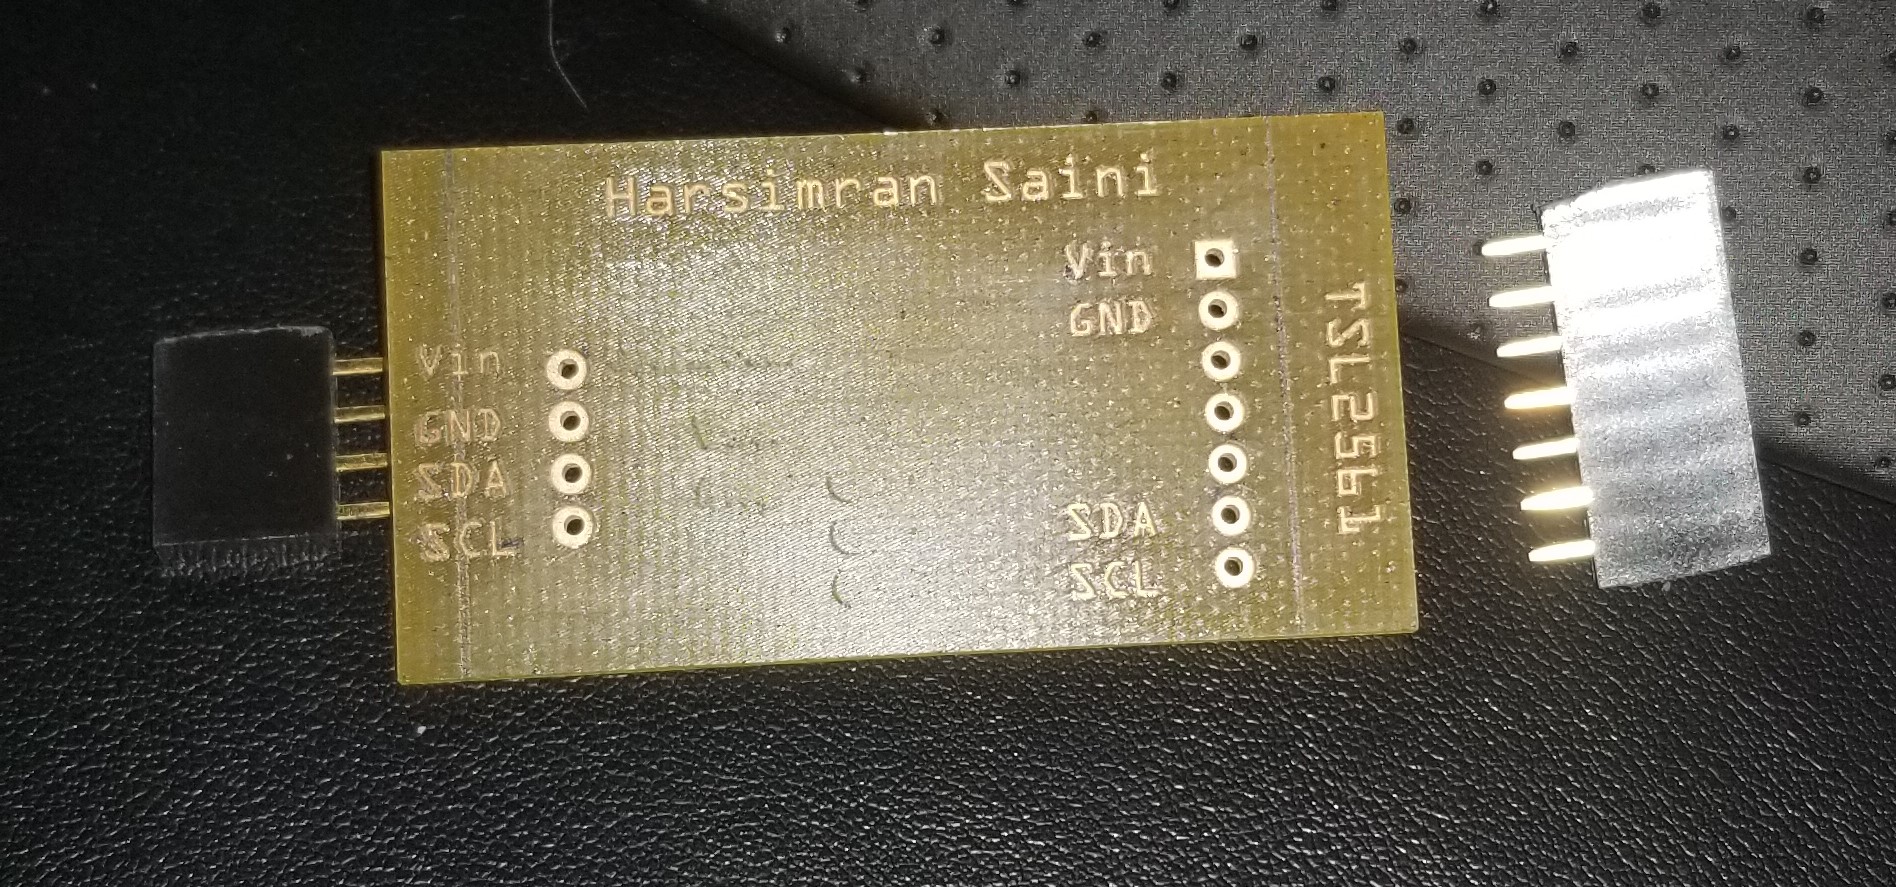 Harsimran Saini
Vin
GND
SDA
SCL
Vin
GND
SDA
SCL
TSL2561